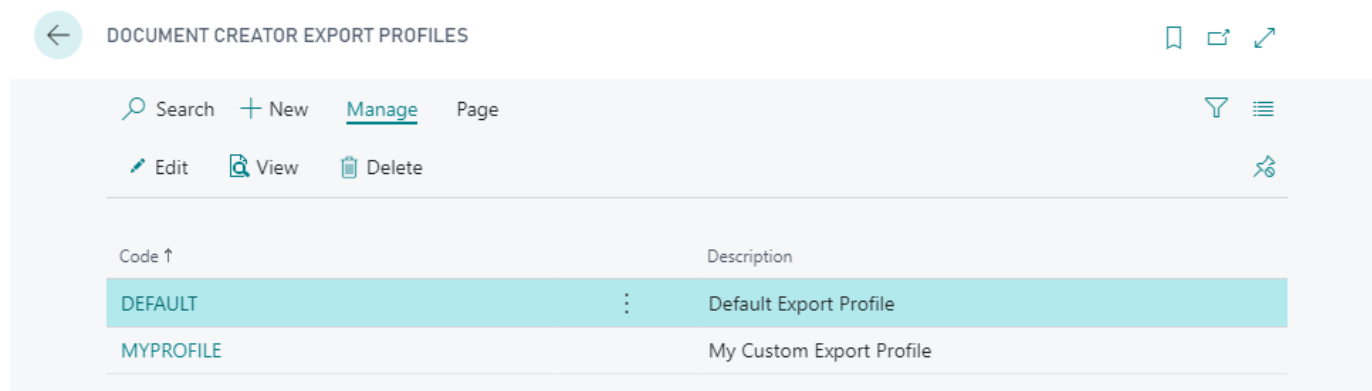 DOCUMENT CREATOR EXPORT PROFILES
Search New Manage Page
Edit View Delete
Code ↑ Description
DEFAULT Default Export Profile
MYPROFILE My Custom Export Profile